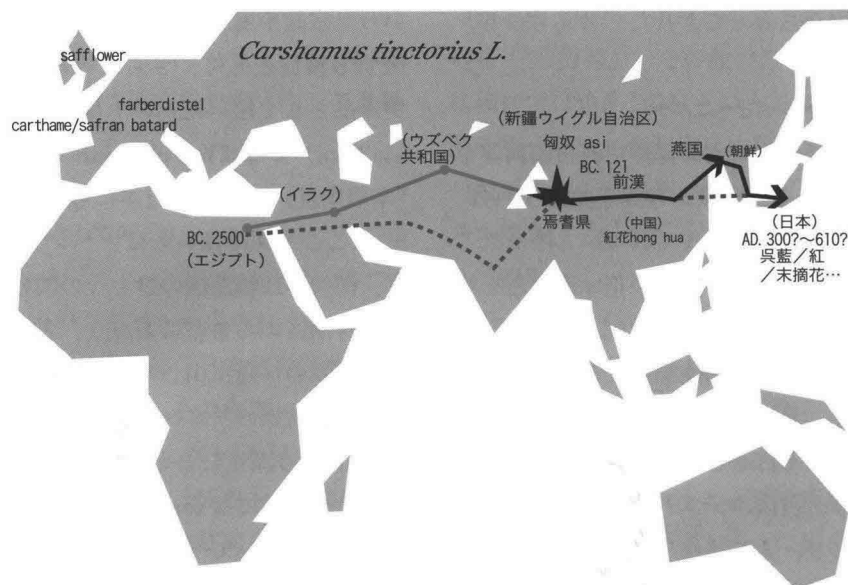 Carshamus tinctorius L.
safflower
farberdistel
carthame/safran batard
(新疆ウイグル自治区)
匈奴 asi
BC. 121
前漢
焉耆県
(ウズベク
共和国)
(イラク)
BC. 2500
(エジプト)
燕国
(朝鮮)
(中国)
紅花hong hua
(日本)
AD. 300?〜610?
呉藍/紅
/末摘花…